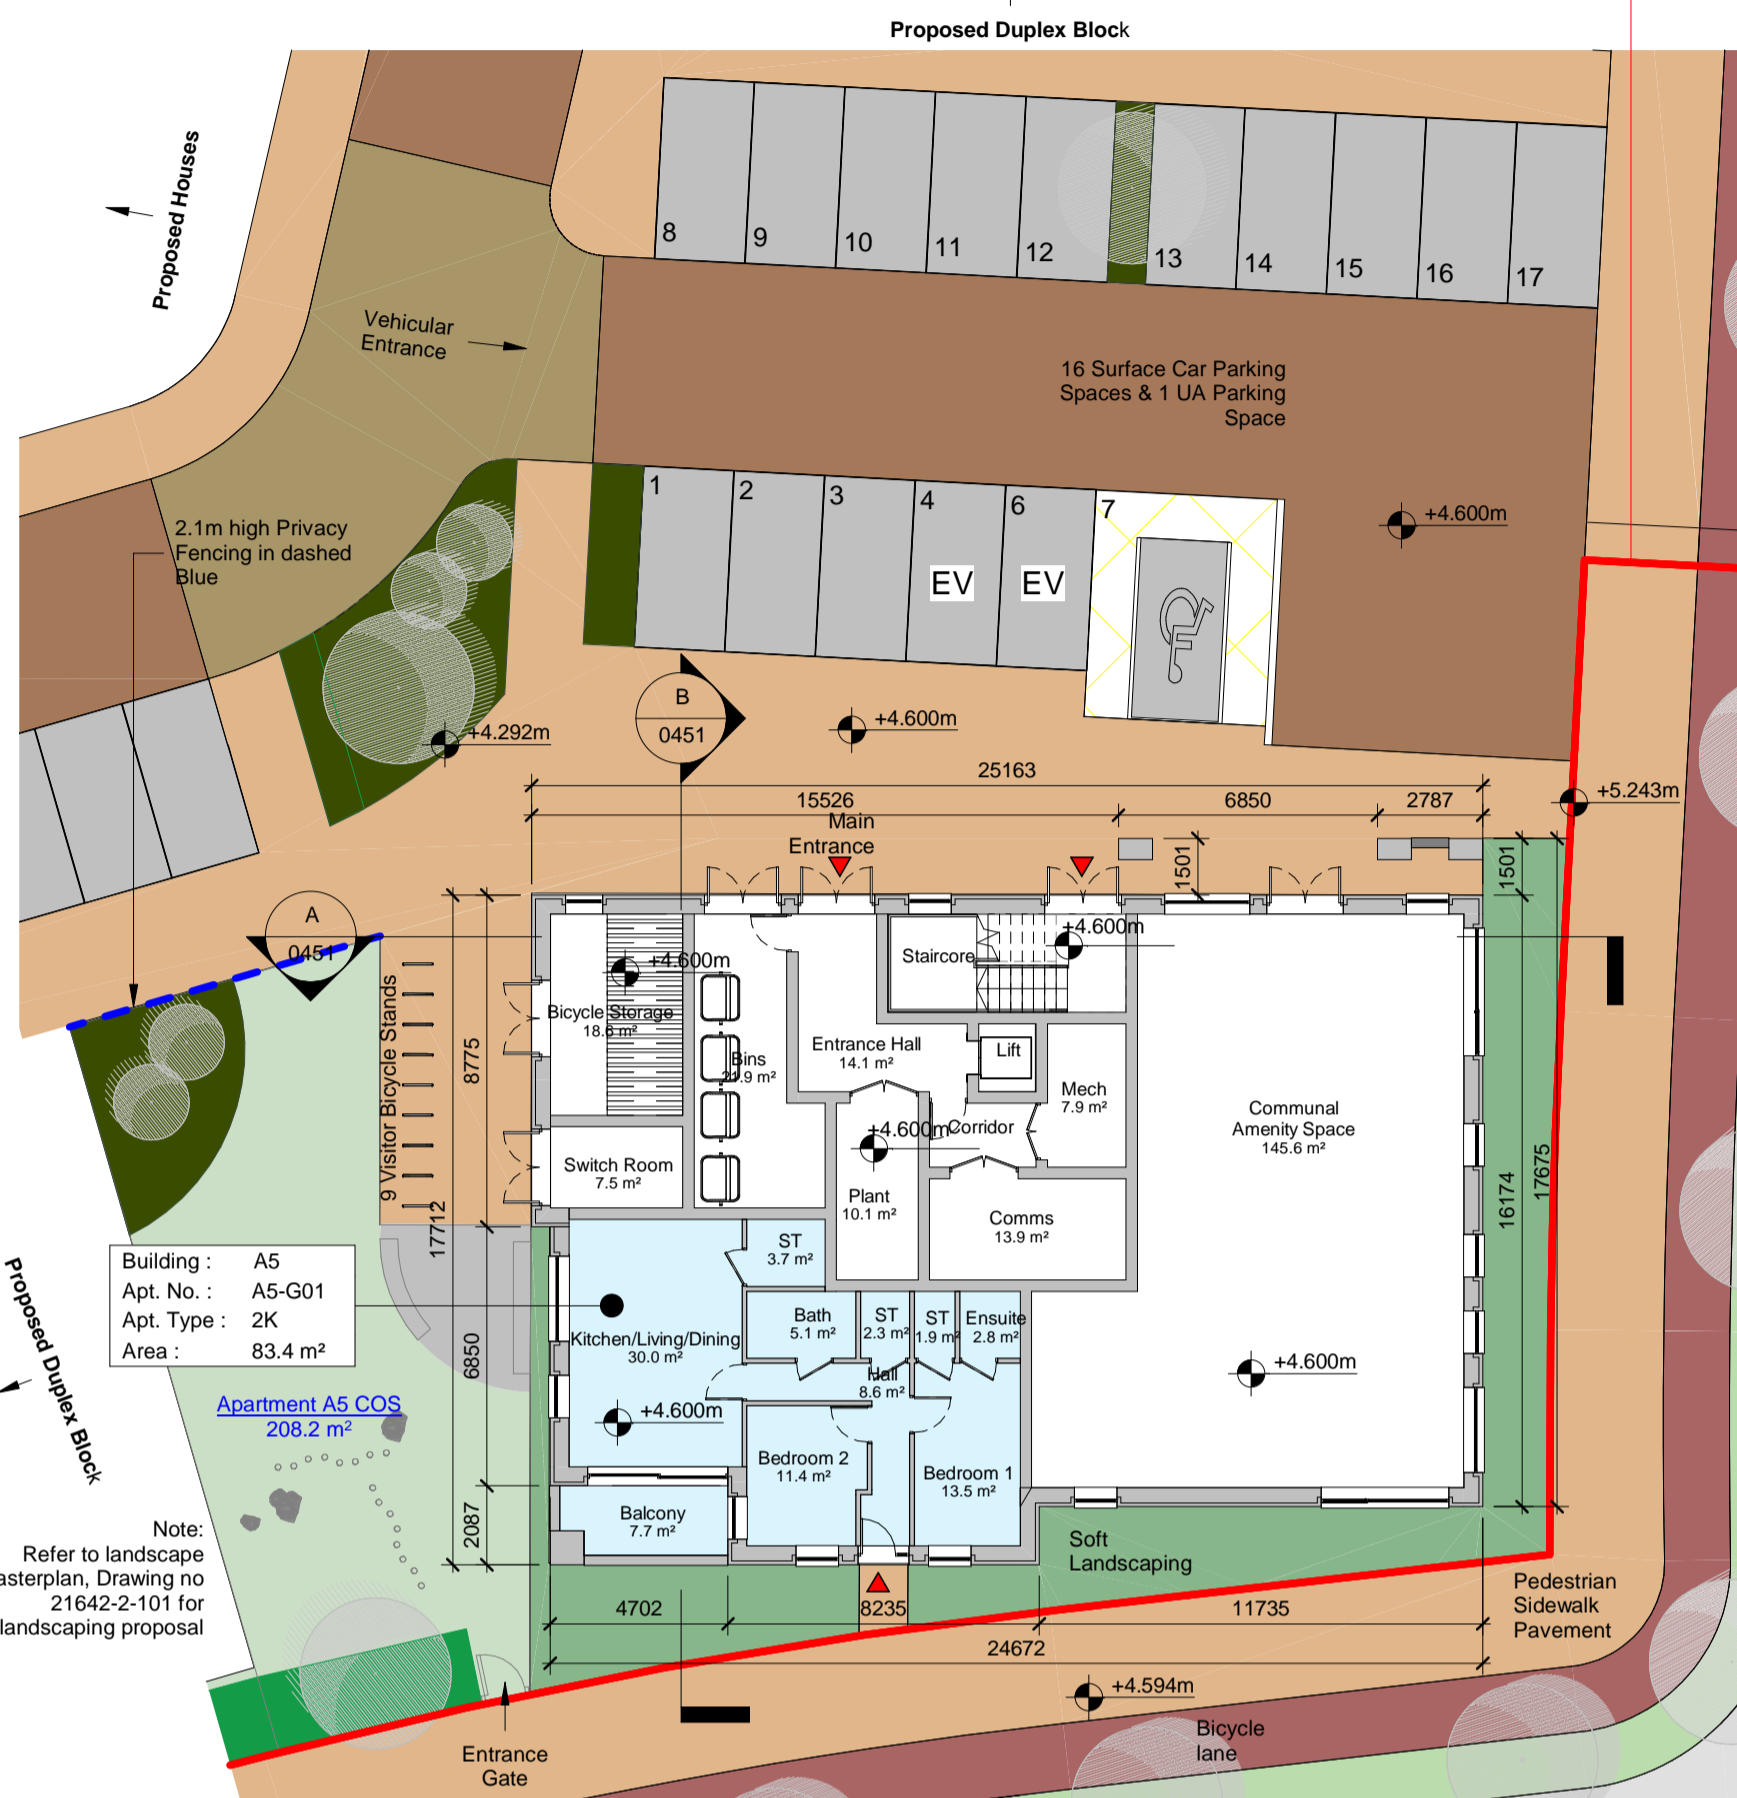 Proposed Duplex Block
Proposed Houses
8
9
10
11
12
13
14
15
16
17
Vehicular
Entrance
16 Surface Car Parking
Spaces & 1 UA Parking
Space
1
2
3
4
6
7
EV
EV
+4.600m
2.1m high Privacy
Fencing in dashed
Blue
B
0451
+4.600m
+4.292m
25163
15526
6850
2787
+5.243m
Main
Entrance
1501
1501
A
0451
+4.600m
+4.600m
Staircore
Bicycle Storage
18.6 m²
9 Visitor Bicycle Stands
8775
17712
Bins
21.9 m²
Entrance Hall
14.1 m²
Lift
Mech
7.9 m²
+4.600m
Corridor
Communal
Amenity Space
145.6 m²
Switch Room
7.5 m²
Plant
10.1 m²
Comms
13.9 m²
16174
17675
Building : A5
Apt. No. : A5-G01
Apt. Type : 2K
Area : 83.4 m²
ST
3.7 m²
Kitchen/Living/Dining
30.0 m²
Bath
5.1 m²
ST
2.3 m²
ST
1.9 m²
Ensuite
2.8 m²
Hall
8.6 m²
6850
+4.600m
+4.600m
Proposed Duplex Block
Apartment A5 COS
208.2 m²
Bedroom 2
11.4 m²
Bedroom 1
13.5 m²
Balcony
7.7 m²
2087
Note:
Refer to landscape
asterplan, Drawing no
21642-2-101 for
landscaping proposal
Soft
Landscaping
4702
8235
11735
24672
Pedestrian
Sidewalk
Pavement
+4.594m
Entrance
Gate
Bicycle
lane